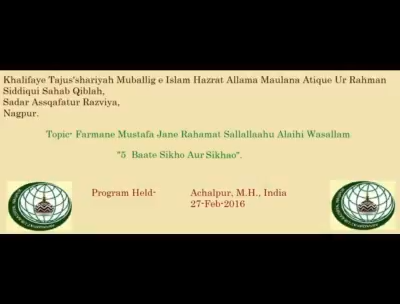 Khalifaye Tajus'shariyah Muballig e Islam Hazrat Allama Maulana Atique Ur Rahman
Siddiqui Sahab Qiblah,
Sadar Assqafatur Razviya,
Nagpur.
Topic- Farmane Mustafa Jane Rahamat Sallallaahu Alaihi Wasallam
"5 Baate Sikho Aur Sikhao".
Program Held- Achalpur, M.H., India
27-Feb-2016